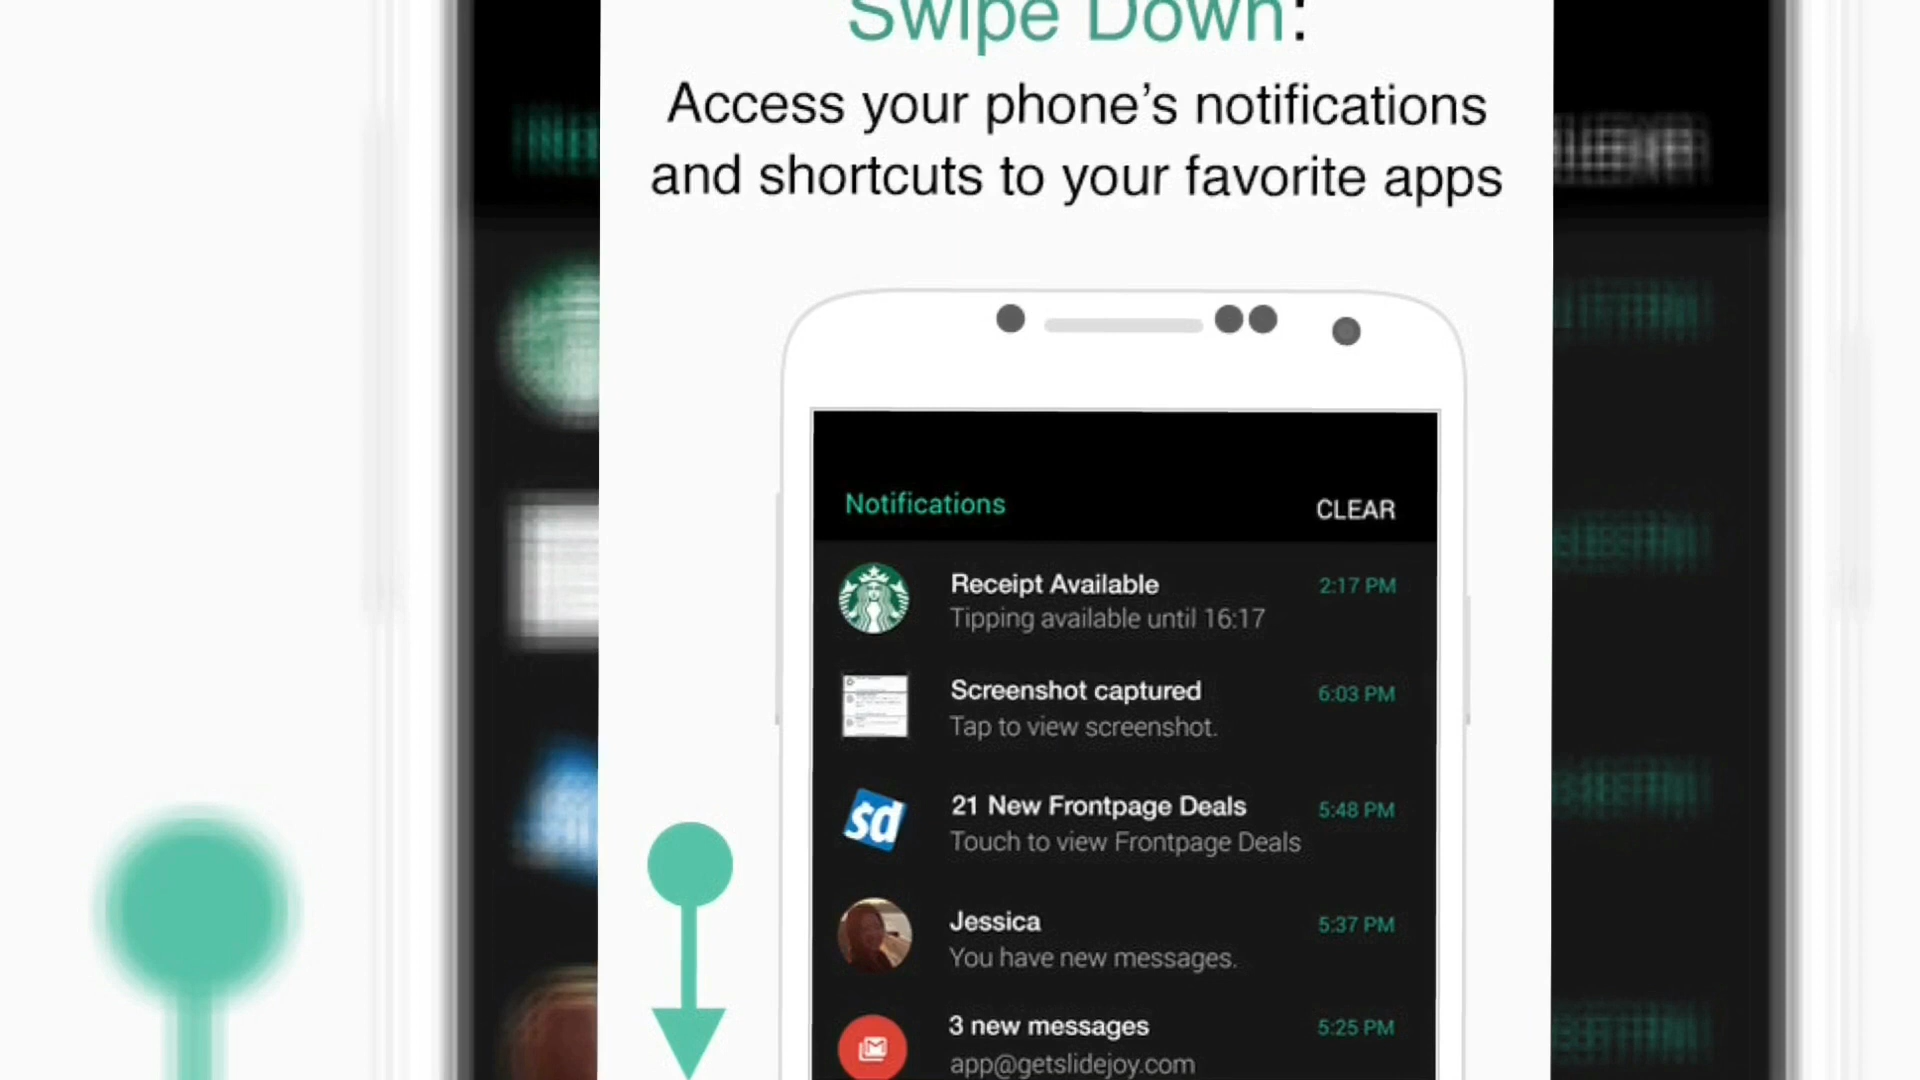 Swipe Down:
Access your phone’s notifications
and shortcuts to your favorite apps
Notifications
CLEAR
Receipt Available
2:17 PM
Tipping available until 16:17
Screenshot captured
6:03 PM
Tap to view screenshot.
sd
21 New Frontpage Deals
5:48 PM
Touch to view Frontpage Deals
Jessica
5:37 PM
You have new messages.
3 new messages
5:25 PM
app@getslidejoy.com